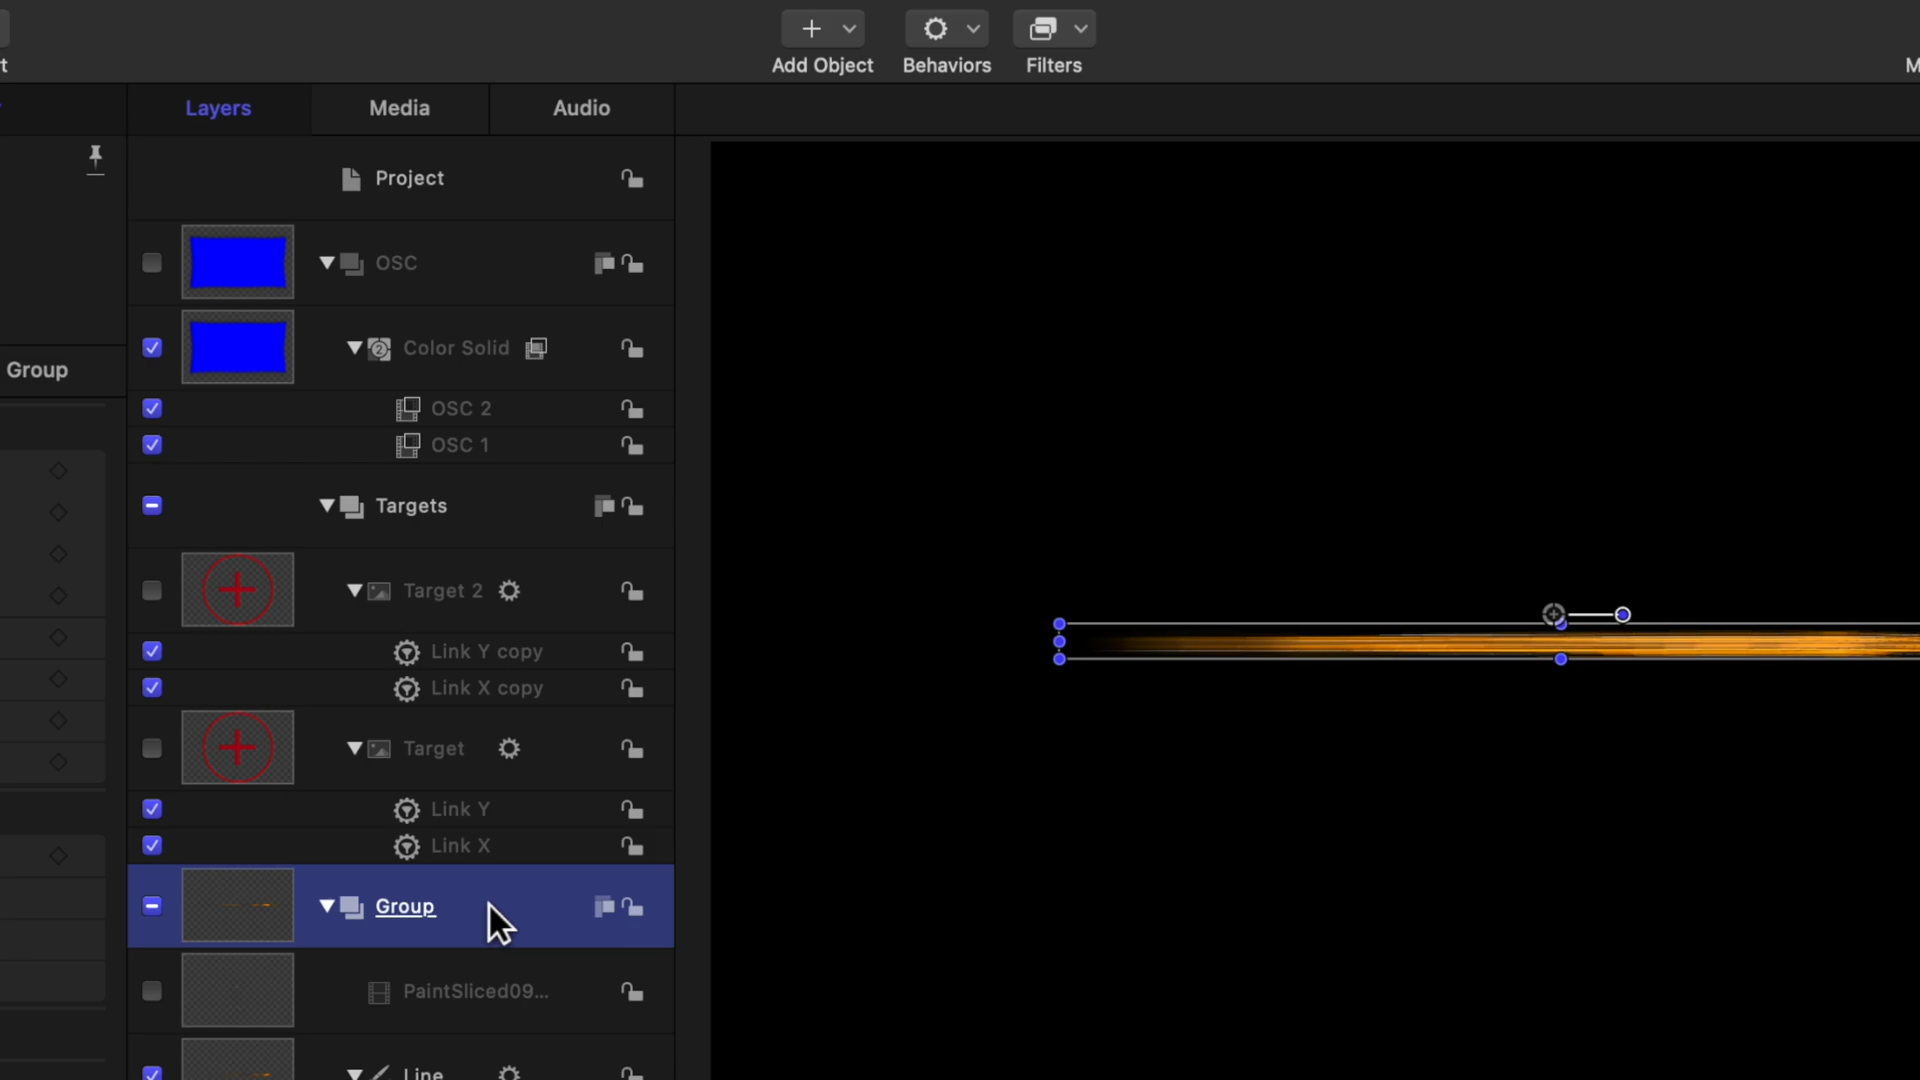 t
Add Object
Behaviors
Filters
M
Layers
Media
Audio
Project
OSC
Group
Color Solid
OSC 2
OSC 1
Targets
Target 2
Link Y copy
Link X copy
Target
Link Y
Link X
Group
PaintSliced09...
Line